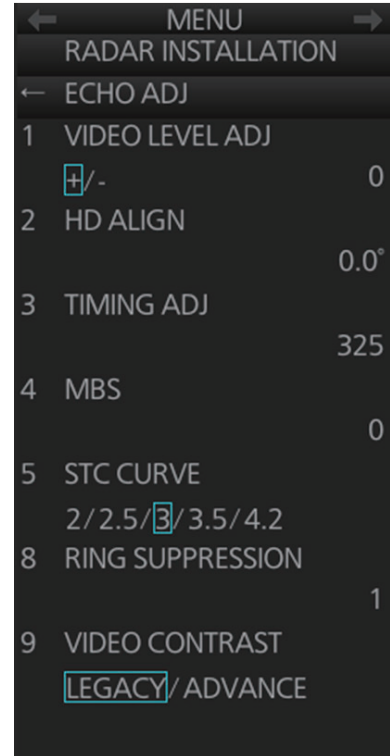 ← MENU →
RADAR INSTALLATION
← ECHO ADJ
1 VIDEO LEVEL ADJ
+/- 0
2 HD ALIGN
0.0°
3 TIMING ADJ
325
4 MBS
0
5 STC CURVE
2/2.5/3/3.5/4.2
8 RING SUPPRESSION
1
9 VIDEO CONTRAST
LEGACY/ADVANCE